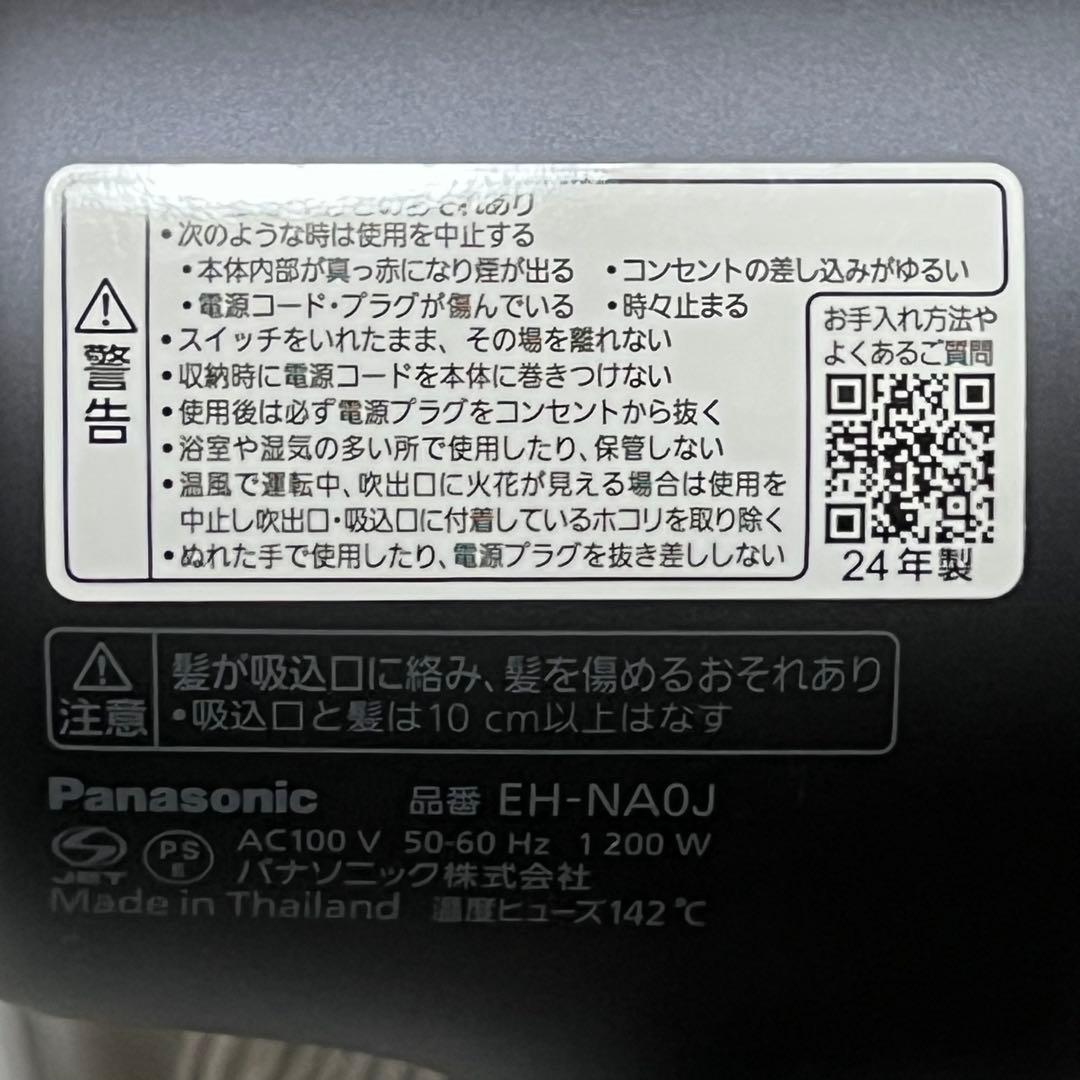 のおそれあり
•次のような時は使用を中止する
•本体内部が真っ赤になり煙が出る •コンセントの差し込みがゆるい
•電源コード・プラグが傷んでいる •時々止まる
•スイッチをいれたまま、その場を離れない
•収納時に電源コードを本体に巻きつけない
•使用後は必ず電源プラグをコンセントから抜く
•浴室や湿気の多い所で使用したり、保管しない
•温風で運転中、吹出口に火花が見える場合は使用を
中止し吹出口・吸込口に付着しているホコリを取り除く
•ぬれた手で使用したり、電源プラグを抜き差ししない
警告
お手入れ方法や
よくあるご質問
24年製
注意
髪が吸込口に絡み、髪を傷めるおそれあり
•吸込口と髪は10 cm以上はなす
Panasonic 品番 EH-NA0J
JET PS E AC100 V 50-60 Hz 1 200 W
パナソニック株式会社
Made in Thailand 温度ヒューズ142℃